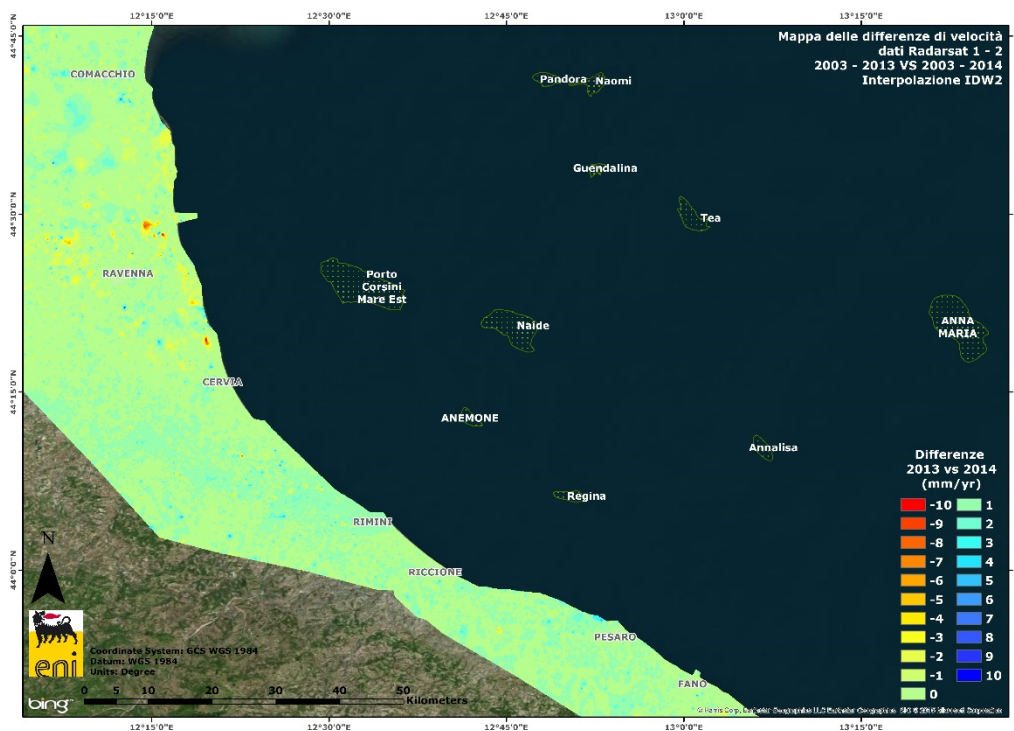 12°15'0"E 12°30'0"E 12°45'0"E 13°0'0"E 13°15'0"E
44°45'0"N
44°30'0"N
44°15'0"N
44°0'0"N
Mappa delle differenze di velocità
dati Radarsat 1 - 2
2003 - 2013 VS 2003 - 2014
Interpolazione IDW2
COMACCHIO
Pandora
Naomi
Guendalina
Tea
RAVENNA
Porto
Corsini
Mare Est
Naide
ANNA
MARIA
CERVIA
ANEMONE
Annalisa
Regina
RIMINI
RICCIONE
PESARO
FANO
Differenze
2013 vs 2014
(mm/yr)
-10 1
-9 2
-8 3
-7 4
-6 5
-5 6
-4 7
-3 8
-2 9
-1 10
0
N
eni
Coordinate System: GCS WGS 1984
Datum: WGS 1984
Units: Degree
0 5 10 20 30 40 50
Kilometers
bing
12°15'0"E 12°30'0"E 12°45'0"E 13°0'0"E 13°15'0"E